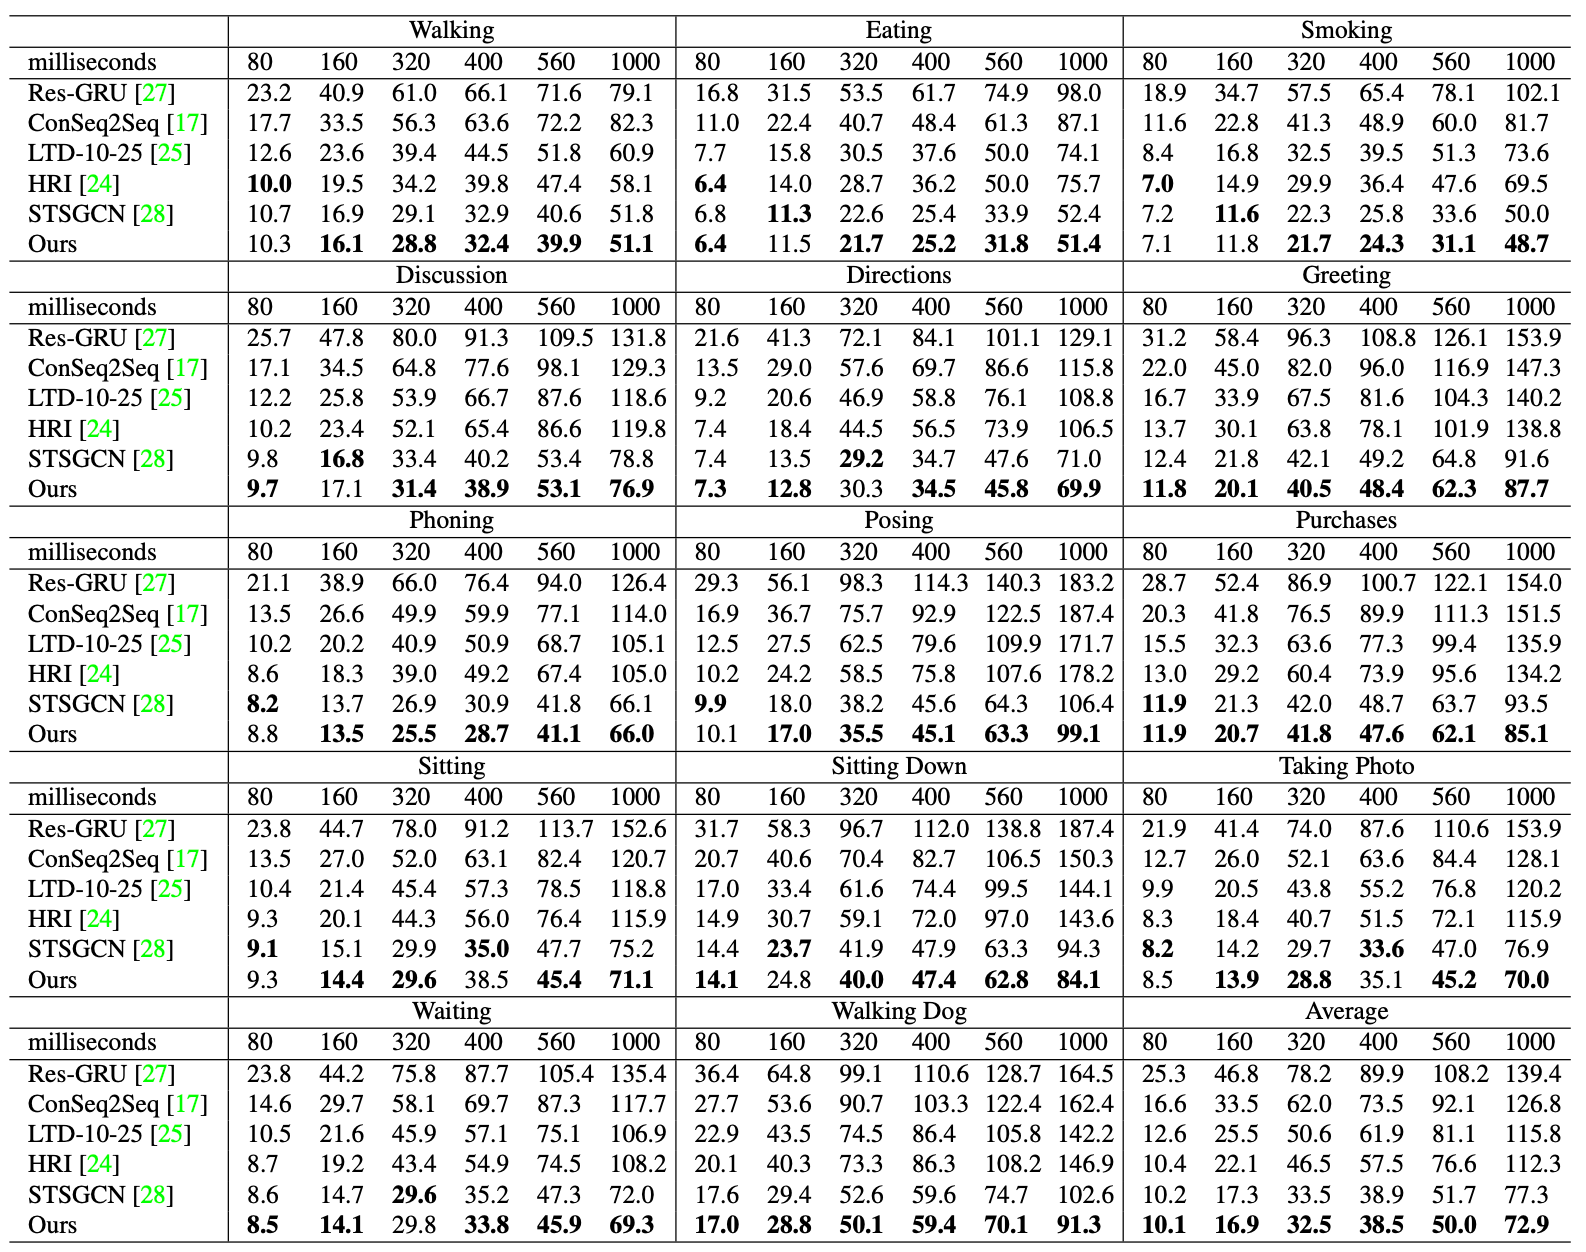 Walking Eating Smoking
milliseconds 80 160 320 400 560 1000 80 160 320 400 560 1000 80 160 320 400 560 1000
Res-GRU [27] 23.2 40.9 61.0 66.1 71.6 79.1 16.8 31.5 53.5 61.7 74.9 98.0 18.9 34.7 57.5 65.4 78.1 102.1
ConSeq2Seq [17] 17.7 33.5 56.3 63.6 72.2 82.3 11.0 22.4 40.7 48.4 61.3 87.1 11.6 22.8 41.3 48.9 60.0 81.7
LTD-10-25 [25] 12.6 23.6 39.4 44.5 51.8 60.9 7.7 15.8 30.5 37.6 50.0 74.1 8.4 16.8 32.5 39.5 51.3 73.6
HRI [24] 10.0 19.5 34.2 39.8 47.4 58.1 6.4 14.0 28.7 36.2 50.0 75.7 7.0 14.9 29.9 36.4 47.6 69.5
STSGCN [28] 10.7 16.9 29.1 32.9 40.6 51.8 6.8 11.3 22.6 25.4 33.9 52.4 7.2 11.6 22.3 25.8 33.6 50.0
Ours 10.3 16.1 28.8 32.4 39.9 51.1 6.4 11.5 21.7 25.2 31.8 51.4 7.1 11.8 21.7 24.3 31.1 48.7
Discussion Directions Greeting
milliseconds 80 160 320 400 560 1000 80 160 320 400 560 1000 80 160 320 400 560 1000
Res-GRU [27] 25.7 47.8 80.0 91.3 109.5 131.8 21.6 41.3 72.1 84.1 101.1 129.1 31.2 58.4 96.3 108.8 126.1 153.9
ConSeq2Seq [17] 17.1 34.5 64.8 77.6 98.1 129.3 13.5 29.0 57.6 69.7 86.6 115.8 22.0 45.0 82.0 96.0 116.9 147.3
LTD-10-25 [25] 12.2 25.8 53.9 66.7 87.6 118.6 9.2 20.6 46.9 58.8 76.1 108.8 16.7 33.9 67.5 81.6 104.3 140.2
HRI [24] 10.2 23.4 52.1 65.4 86.6 119.8 7.4 18.4 44.5 56.5 73.9 106.5 13.7 30.1 63.8 78.1 101.9 138.8
STSGCN [28] 9.8 16.8 33.4 40.2 53.4 78.8 7.4 13.5 29.2 34.7 47.6 71.0 12.4 21.8 42.1 49.2 64.8 91.6
Ours 9.7 17.1 31.4 38.9 53.1 76.9 7.3 12.8 30.3 34.5 45.8 69.9 11.8 20.1 40.5 48.4 62.3 87.7
Phoning Posing Purchases
milliseconds 80 160 320 400 560 1000 80 160 320 400 560 1000 80 160 320 400 560 1000
Res-GRU [27] 21.1 38.9 66.0 76.4 94.0 126.4 29.3 56.1 98.3 114.3 140.3 183.2 28.7 52.4 86.9 100.7 122.1 154.0
ConSeq2Seq [17] 13.5 26.6 49.9 59.9 77.1 114.0 16.9 36.7 75.7 92.9 122.5 187.4 20.3 41.8 76.5 89.9 111.3 151.5
LTD-10-25 [25] 10.2 20.2 40.9 50.9 68.7 105.1 12.5 27.5 62.5 79.6 109.9 171.7 15.5 32.3 63.6 77.3 99.4 135.9
HRI [24] 8.6 18.3 39.0 49.2 67.4 105.0 10.2 24.2 58.5 75.8 107.6 178.2 13.0 29.2 60.4 73.9 95.6 134.2
STSGCN [28] 8.2 13.7 26.9 30.9 41.8 66.1 9.9 18.0 38.2 45.6 64.3 106.4 11.9 21.3 42.0 48.7 63.7 93.5
Ours 8.8 13.5 25.5 28.7 41.1 66.0 10.1 17.0 35.5 45.1 63.3 99.1 11.9 20.7 41.8 47.6 62.1 85.1
Sitting Sitting Down Taking Photo
milliseconds 80 160 320 400 560 1000 80 160 320 400 560 1000 80 160 320 400 560 1000
Res-GRU [27] 23.8 44.7 78.0 91.2 113.7 152.6 31.7 58.3 96.7 112.0 138.8 187.4 21.9 41.4 74.0 87.6 110.6 153.9
ConSeq2Seq [17] 13.5 27.0 52.0 63.1 82.4 120.7 20.7 40.6 70.4 82.7 106.5 150.3 12.7 26.0 52.1 63.6 84.4 128.1
LTD-10-25 [25] 10.4 21.4 45.4 57.3 78.5 118.8 17.0 33.4 61.6 74.4 99.5 144.1 9.9 20.5 43.8 55.2 76.8 120.2
HRI [24] 9.3 20.1 44.3 56.0 76.4 115.9 14.9 30.7 59.1 72.0 97.0 143.6 8.3 18.4 40.7 51.5 72.1 115.9
STSGCN [28] 9.1 15.1 29.9 35.0 47.7 75.2 14.4 23.7 41.9 47.9 63.3 94.3 8.2 14.2 29.7 33.6 47.0 76.9
Ours 9.3 14.4 29.6 38.5 45.4 71.1 14.1 24.8 40.0 47.4 62.8 84.1 8.5 13.9 28.8 35.1 45.2 70.0
Waiting Walking Dog Average
milliseconds 80 160 320 400 560 1000 80 160 320 400 560 1000 80 160 320 400 560 1000
Res-GRU [27] 23.8 44.2 75.8 87.7 105.4 135.4 36.4 64.8 99.1 110.6 128.7 164.5 25.3 46.8 78.2 89.9 108.2 139.4
ConSeq2Seq [17] 14.6 29.7 58.1 69.7 87.3 117.7 27.7 53.6 90.7 103.3 122.4 162.4 16.6 33.5 62.0 73.5 92.1 126.8
LTD-10-25 [25] 10.5 21.6 45.9 57.1 75.1 106.9 22.9 43.5 74.5 86.4 105.8 142.2 12.6 25.5 50.6 61.9 81.1 115.8
HRI [24] 8.7 19.2 43.4 54.9 74.5 108.2 20.1 40.3 73.3 86.3 108.2 146.9 10.4 22.1 46.5 57.5 76.6 112.3
STSGCN [28] 8.6 14.7 29.6 35.2 47.3 72.0 17.6 29.4 52.6 59.6 74.7 102.6 10.2 17.3 33.5 38.9 51.7 77.3
Ours 8.5 14.1 29.8 33.8 45.9 69.3 17.0 28.8 50.1 59.4 70.1 91.3 10.1 16.9 32.5 38.5 50.0 72.9